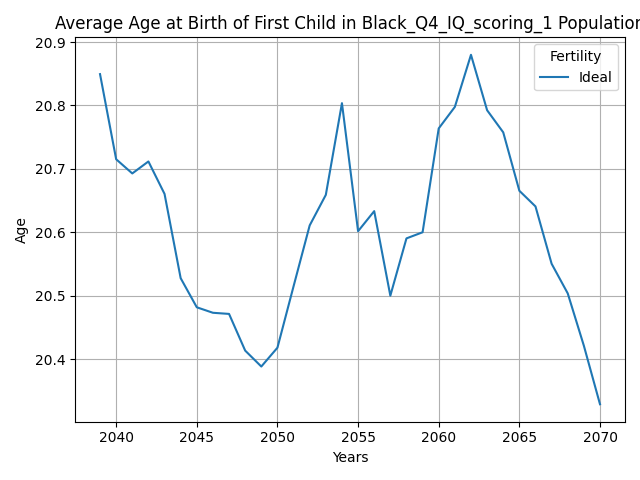 Average Age at Birth of First Child in Black_Q4_IQ_scoring_1 Population
20.9
20.8
20.7
20.6
20.5
20.4
Age
Fertility
Ideal
2040 2045 2050 2055 2060 2065 2070
Years